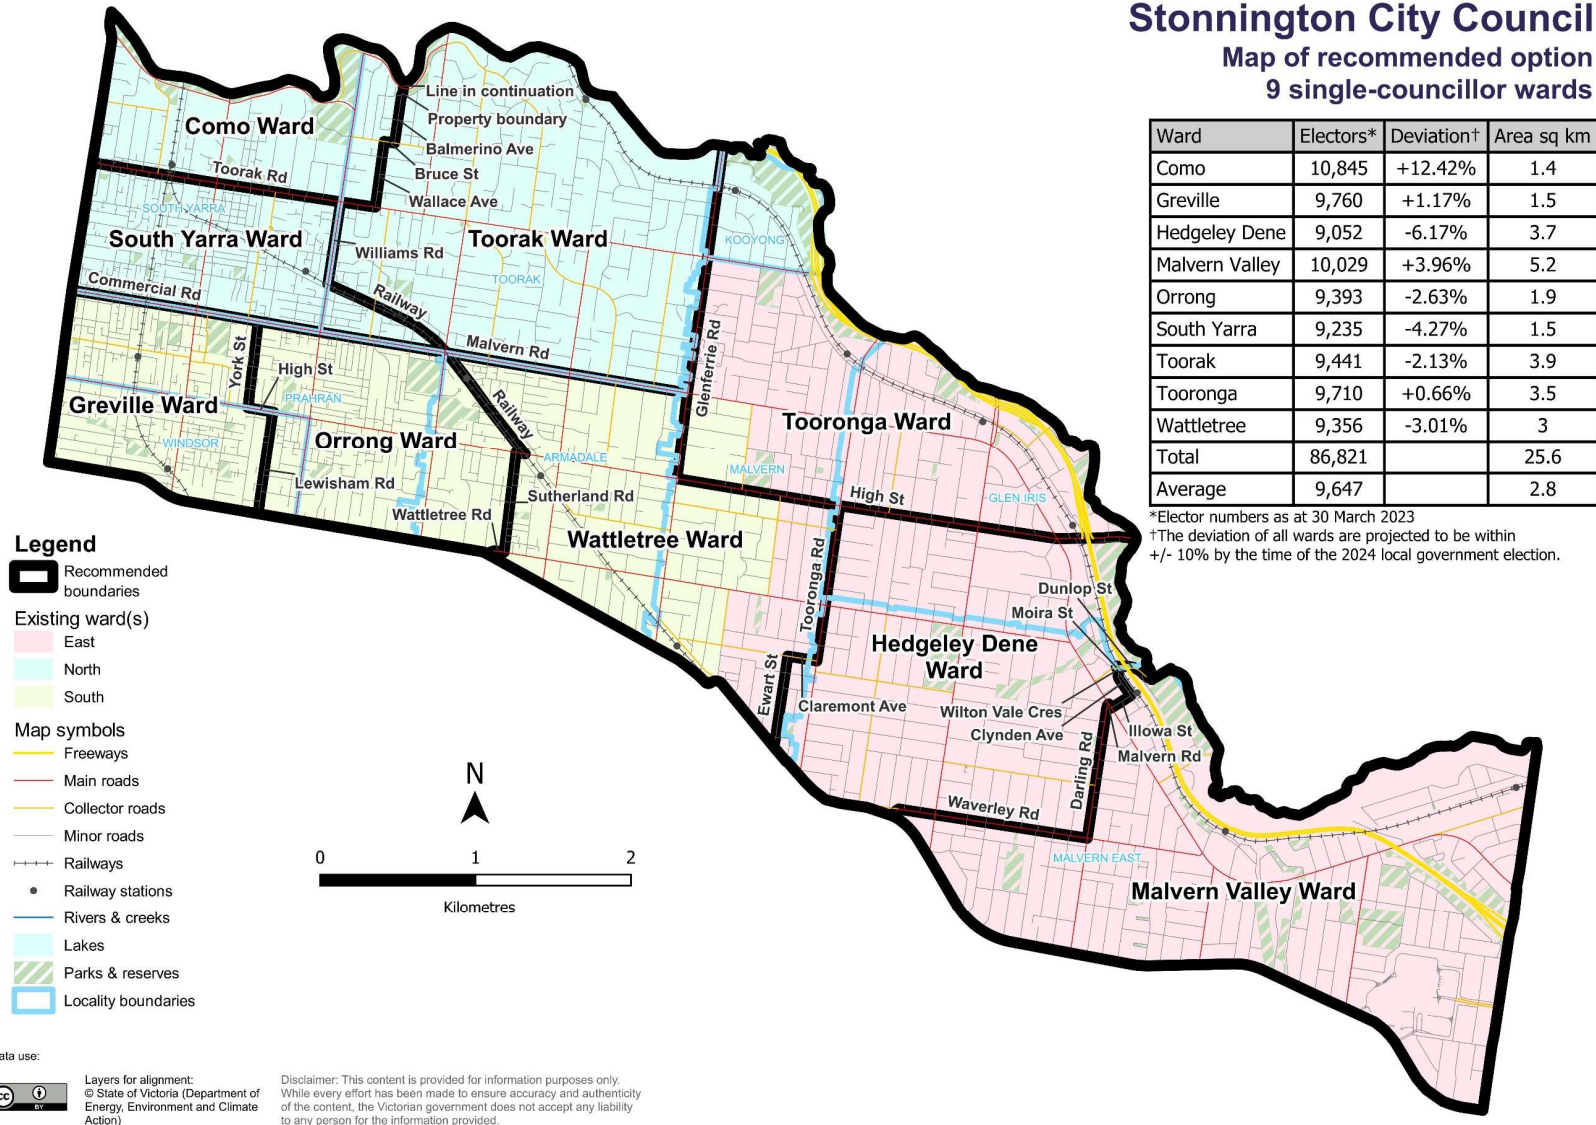 Stonnington City Council
Map of recommended option
9 single-councillor wards
Ward Electors* Deviation† Area sq km
Como 10,845 +12.42% 1.4
Greville 9,760 +1.17% 1.5
Hedgeley Dene 9,052 -6.17% 3.7
Malvern Valley 10,029 +3.96% 5.2
Orrong 9,393 -2.63% 1.9
South Yarra 9,235 -4.27% 1.5
Toorak 9,441 -2.13% 3.9
Tooronga 9,710 +0.66% 3.5
Wattletree 9,356 -3.01% 3
Total 86,821 25.6
Average 9,647 2.8
*Elector numbers as at 30 March 2023
†The deviation of all wards are projected to be within
+/- 10% by the time of the 2024 local government election.
Line in continuation
Property boundary
Como Ward
Balmerino Ave
Bruce St
Toorak Rd
Wallace Ave
SOUTH YARRA
South Yarra Ward
Toorak Ward
KOOYONG
Williams Rd
TOORAK
Commercial Rd
Railway
Malvern Rd
Glenferrie Rd
York St
High St
PRAHRAN
Railway
Greville Ward
Tooronga Ward
WINDSOR
Orrong Ward
ARMADALE
MALVERN
Lewisham Rd
Sutherland Rd
High St
GLEN IRIS
Wattletree Rd
Wattletree Ward
Tooronga Rd
Dunlop St
Moira St
Hedgeley Dene
Ward
Ewart St
Claremont Ave
Wilton Vale Cres
Clynden Ave
Illowa St
Malvern Rd
Darling Rd
Waverley Rd
MALVERN EAST
Malvern Valley Ward
Legend
Recommended
boundaries
Existing ward(s)
East
North
South
Map symbols
Freeways
Main roads
Collector roads
Minor roads
Railways
Railway stations
Rivers & creeks
Lakes
Parks & reserves
Locality boundaries
N
0 1 2
Kilometres
ata use:
cc
BY
Layers for alignment:
© State of Victoria (Department of
Energy, Environment and Climate
Action)
Disclaimer: This content is provided for information purposes only.
While every effort has been made to ensure accuracy and authenticity
of the content, the Victorian government does not accept any liability
to any person for the information provided.